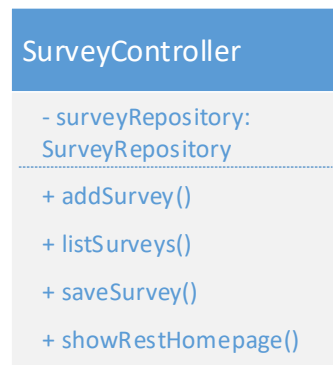 SurveyController
- surveyRepository:
SurveyRepository
+ addSurvey()
+ listSurveys()
+ saveSurvey()
+ showRestHomepage()